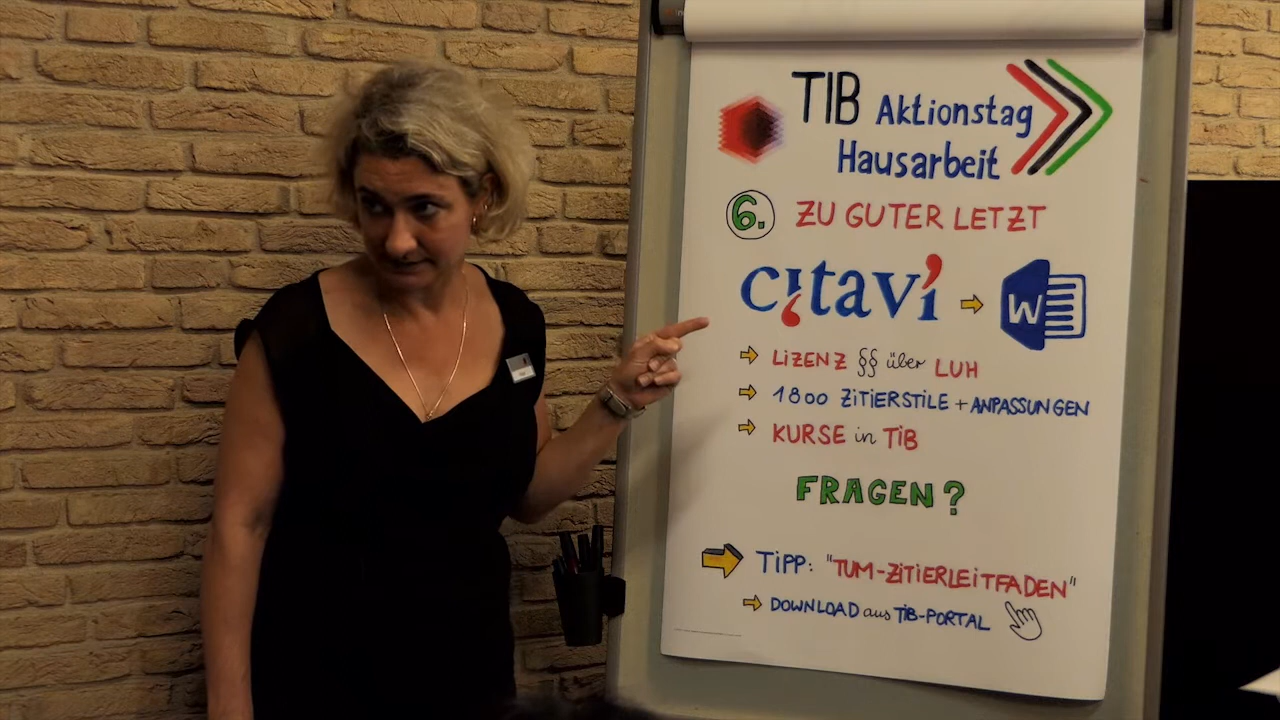 TIB Aktionstag
Hausarbeit
6. ZU GUTER LETZT
citavi
W
LiZENZ §§ über LUH
1800 ZiTiERSTiLE + ANPASSUNGEN
KURSE in TiB
FRAGEN?
TiPP: "TUM-ZiTiERLEiTFADEN"
DOWNLOAD aus TiB-PORTAL